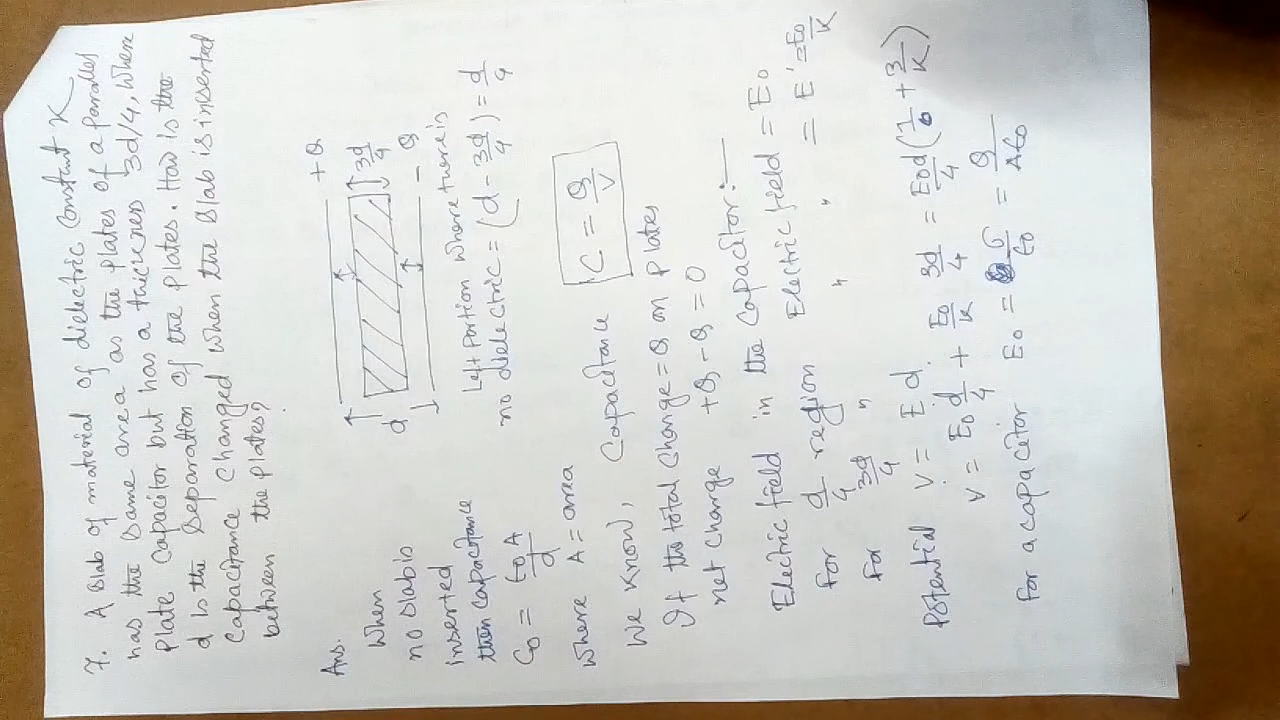 7. A slab of material of dielectric constant K
has the same area as the plates of a parallel
plate capacitor but has a thickness 3d/4, where
d is the separation of the plates. How is the
capacitance changed when the slab is inserted
between the plates?
Ans.
+Q
d
3d/4
- Q
When
no slab is
inserted
then capacitance
C₀ = ε₀A/d
where A = area
Left portion where there is
no dielectric = (d - 3d/4) = d/4
We know, Capacitance C = Q/V
If the total charge = Q on plates
net charge +Q - Q = 0
Electric field in the capacitor:—
For d/4 region Electric field = E₀
For 3d/4 " " " = E' = E₀/K
Potential V = E d
V = E₀ d/4 + E₀/K 3d/4 = E₀d/4 ( + 3/K)
For a capacitor E₀ = σ/ε₀ = Q/Aε₀